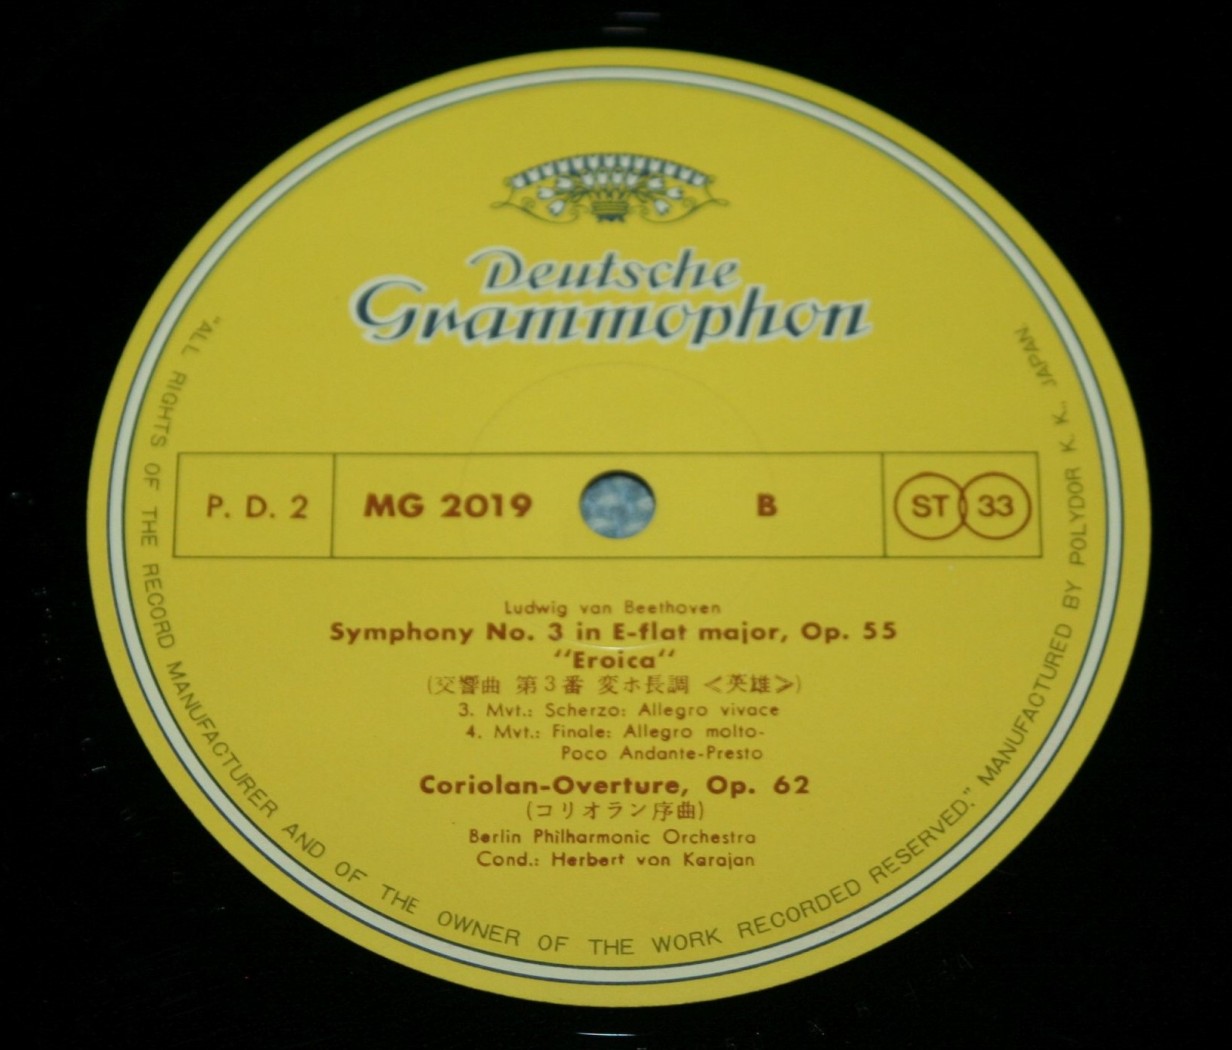 Deutsche
Grammophon
P. D. 2 MG 2019 B ST 33
Ludwig van Beethoven
Symphony No. 3 in E-flat major, Op. 55
“Eroica“
(交響曲 第3番 変ホ長調 ≪英雄≫)
3. Mvt.: Scherzo: Allegro vivace
4. Mvt.: Finale: Allegro molto-
Poco Andante-Presto
Coriolan-Overture, Op. 62
(コリオラン序曲)
Berlin Philharmonic Orchestra
Cond.: Herbert von Karajan
"ALL RIGHTS OF THE RECORD MANUFACTURER AND OF THE OWNER OF THE WORK RECORDED RESERVED." MANUFACTURED BY POLYDOR K. K., JAPAN.